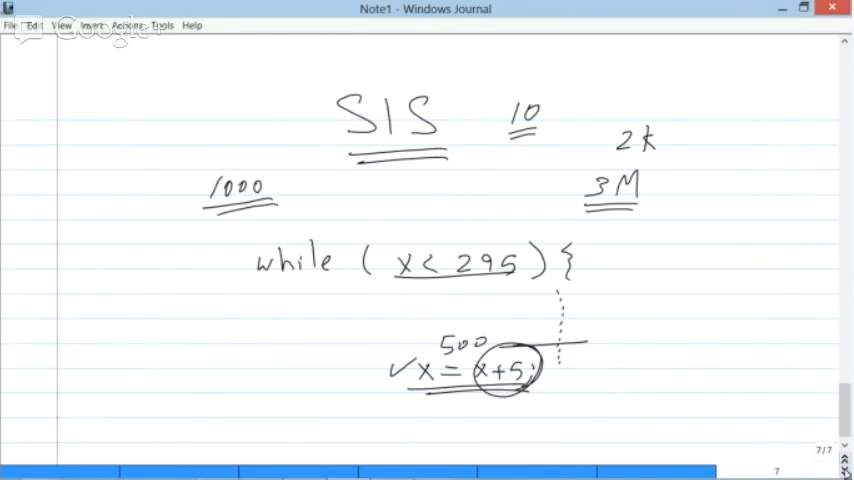 Note1 - Windows Journal
File Edit View Insert Actions Tools Help
Google+
SIS 10
2k
1000 3M
while ( x < 295 ) {
500
✓ x = x+5;
7/7
7